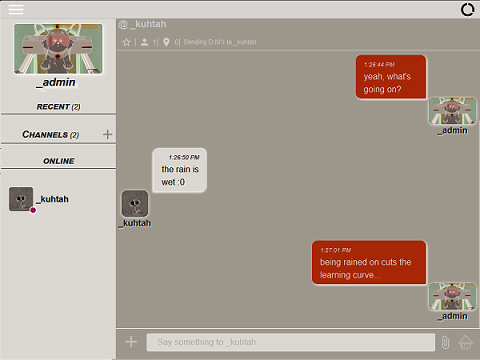 @ _kuhtah
1| 0| Sending D.M's to _kuhtah
_admin
RECENT (2)
CHANNELS (2)
ONLINE
_kuhtah
1:26:44 PM
yeah, what's
going on?
_admin
1:26:50 PM
the rain is
wet :0
_kuhtah
1:27:01 PM
being rained on cuts the
learning curve...
_admin
Say something to _kuhtah